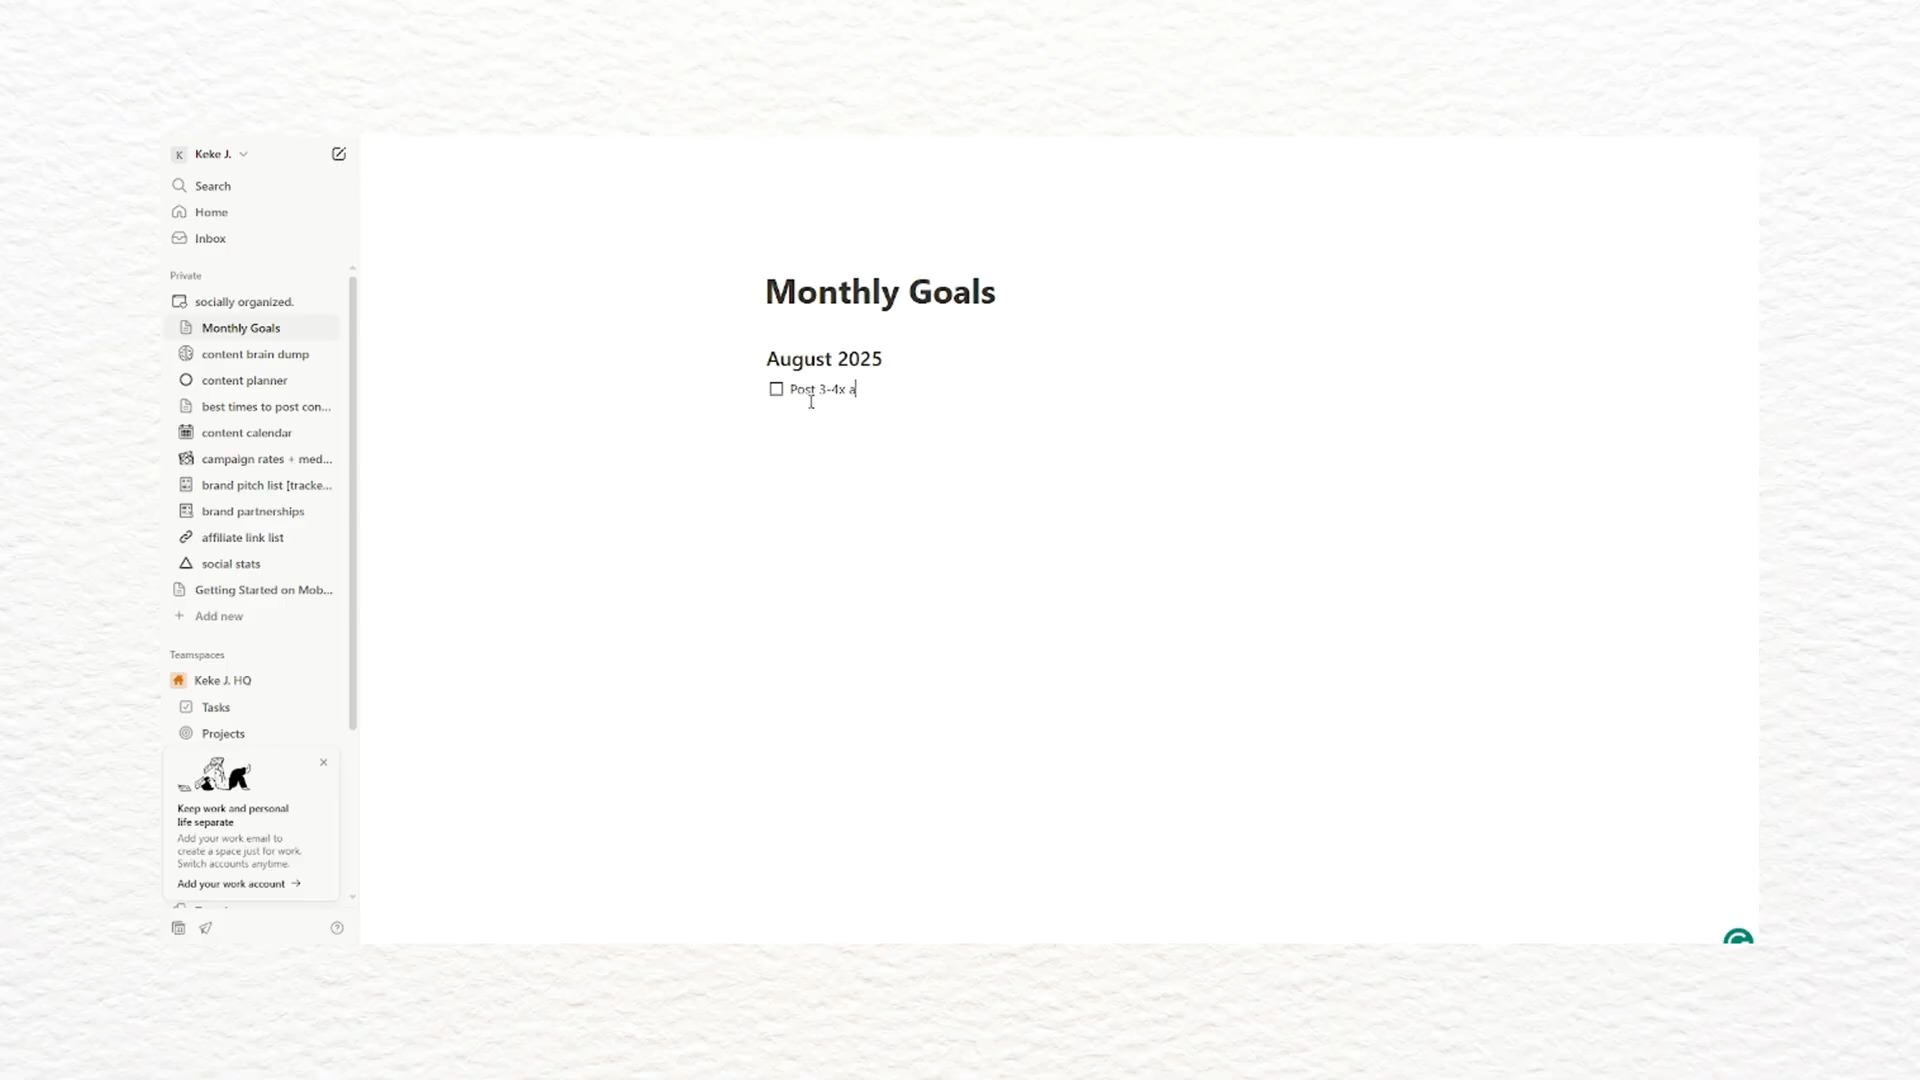 K Keke J.
Search
Home
Inbox
Private
socially organized.
Monthly Goals
content brain dump
content planner
best times to post con...
content calendar
campaign rates + med...
brand pitch list [tracke...
brand partnerships
affiliate link list
social stats
Getting Started on Mob...
+ Add new
Teamspaces
Keke J. HQ
Tasks
Projects
Keep work and personal
life separate
Add your work email to
create a space just for work.
Switch accounts anytime.
Add your work account →
Monthly Goals
August 2025
Post 3-4x a